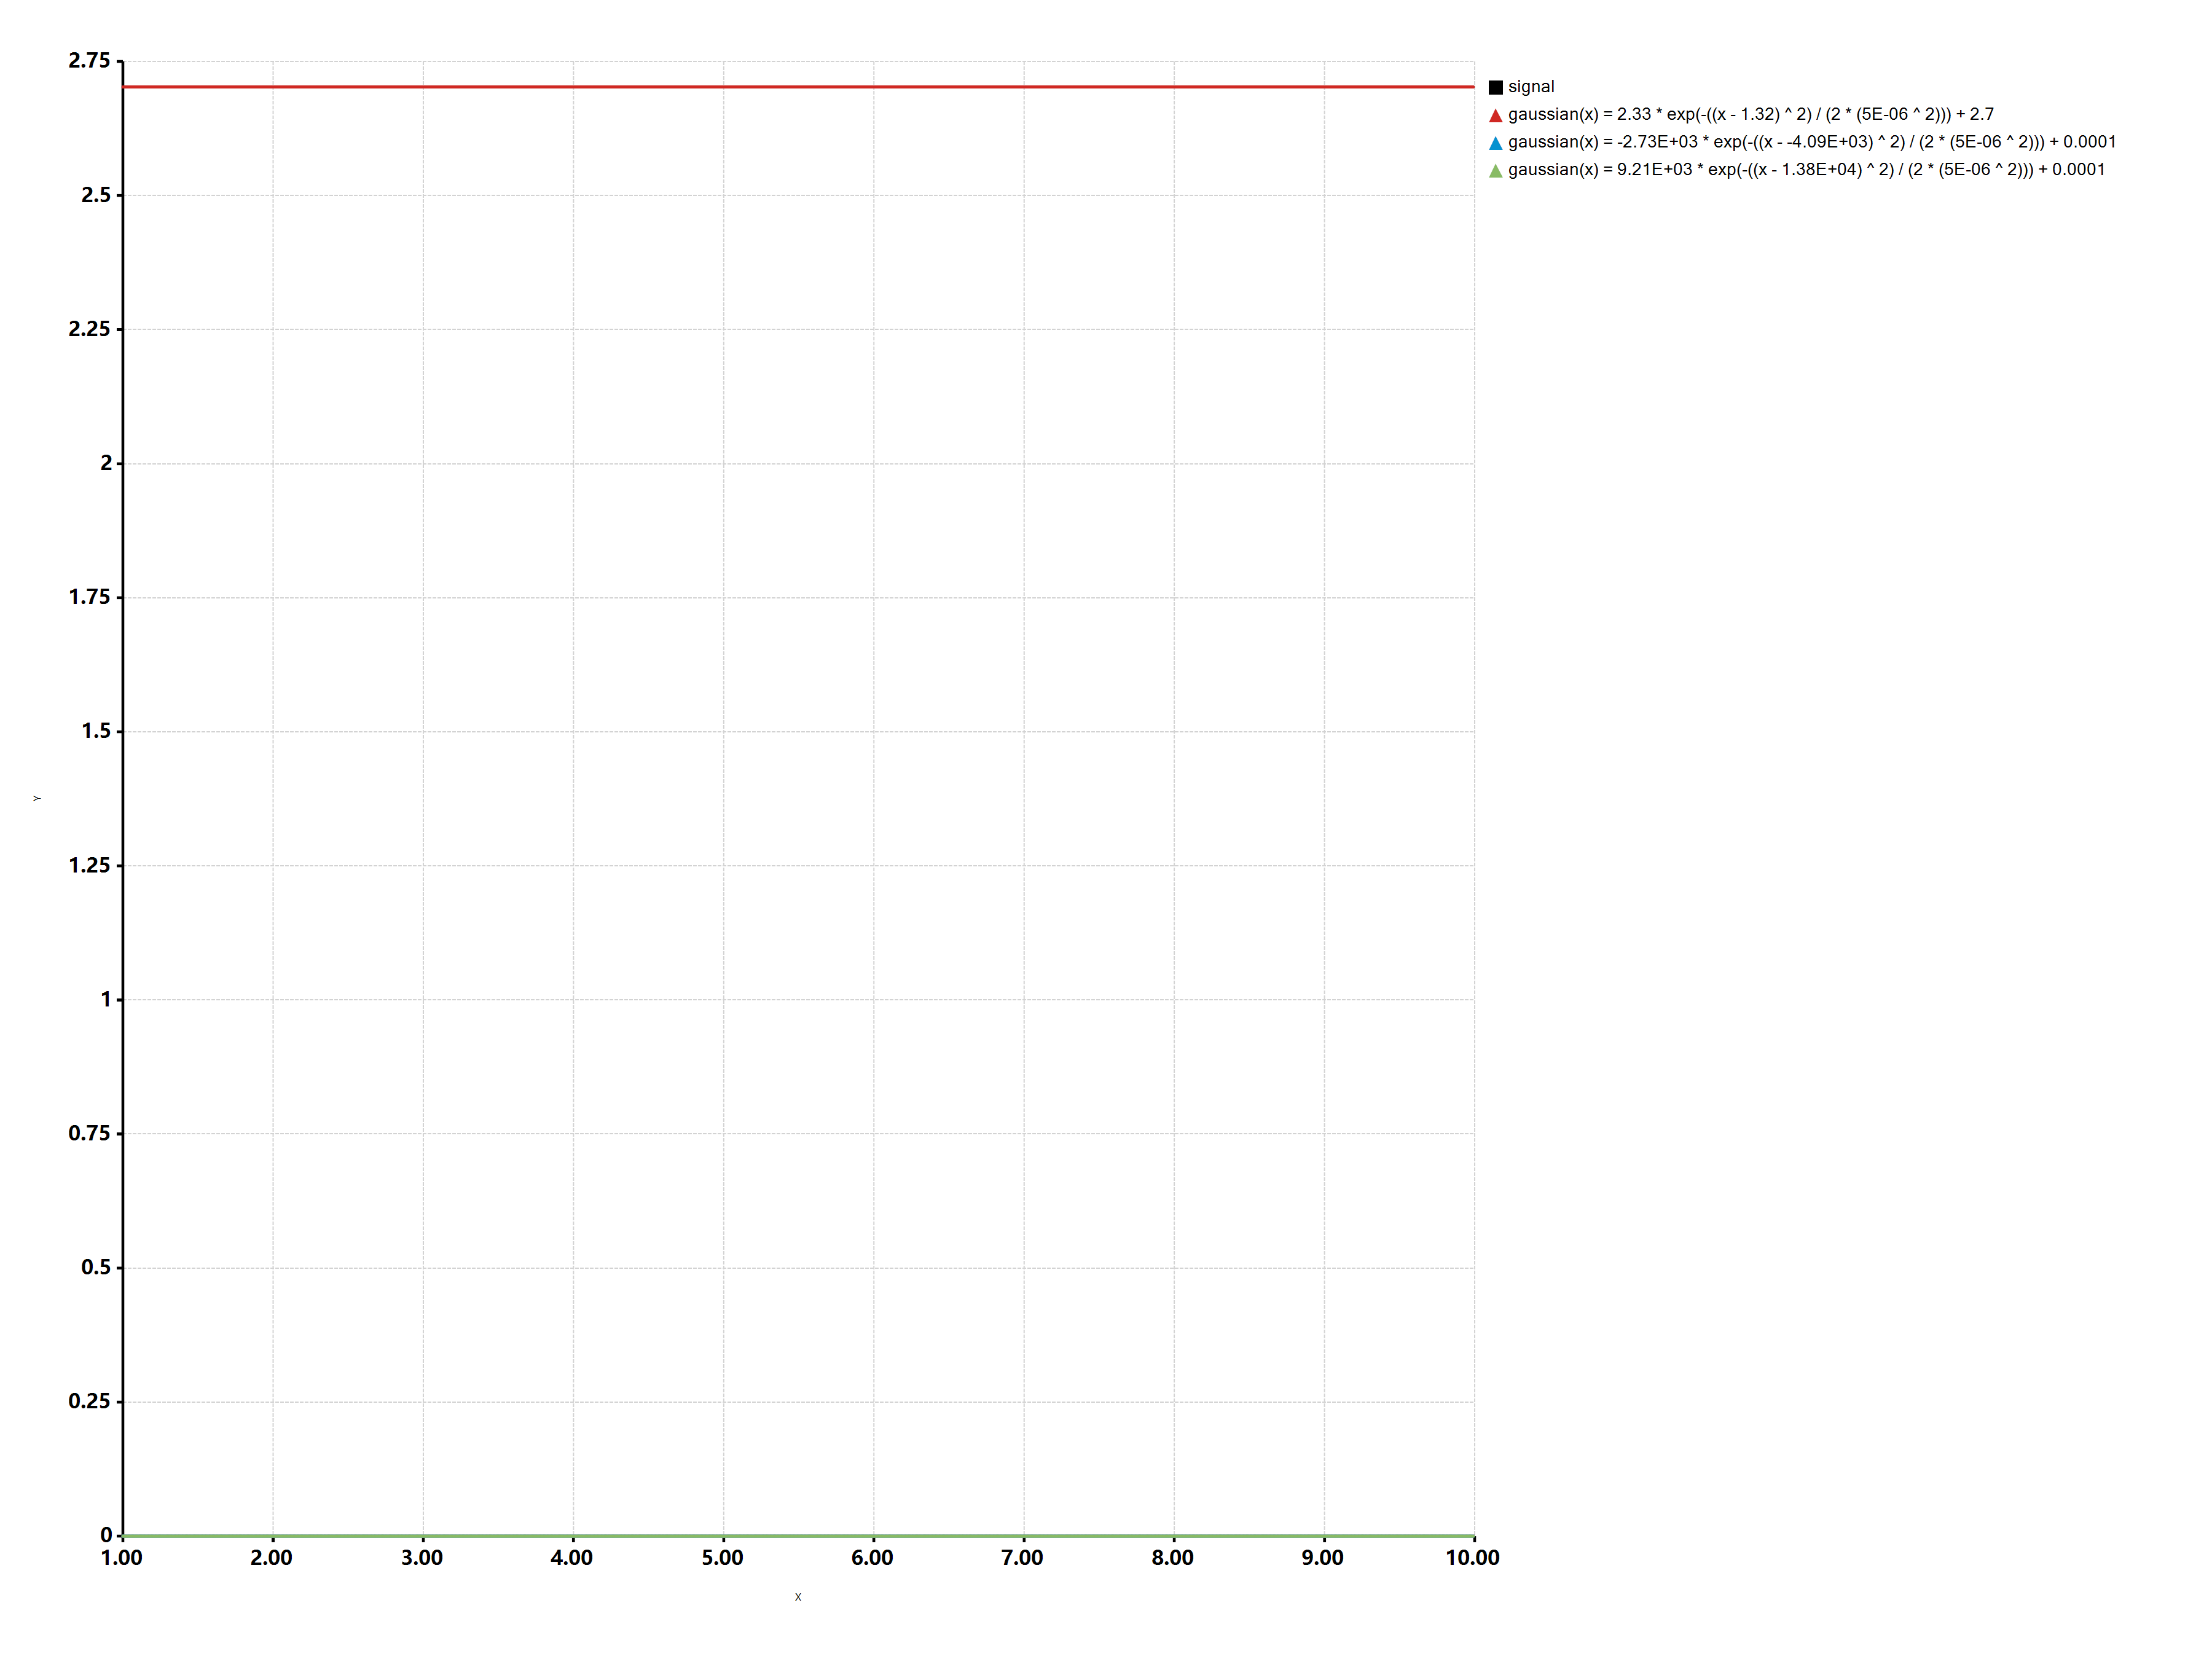 2.75
2.5
2.25
2
1.75
1.5
1.25
1
0.75
0.5
0.25
0
Y
1.00 2.00 3.00 4.00 5.00 6.00 7.00 8.00 9.00 10.00
X
signal
gaussian(x) = 2.33 * exp(-((x - 1.32) ^ 2) / (2 * (5E-06 ^ 2))) + 2.7
gaussian(x) = -2.73E+03 * exp(-((x - -4.09E+03) ^ 2) / (2 * (5E-06 ^ 2))) + 0.0001
gaussian(x) = 9.21E+03 * exp(-((x - 1.38E+04) ^ 2) / (2 * (5E-06 ^ 2))) + 0.0001